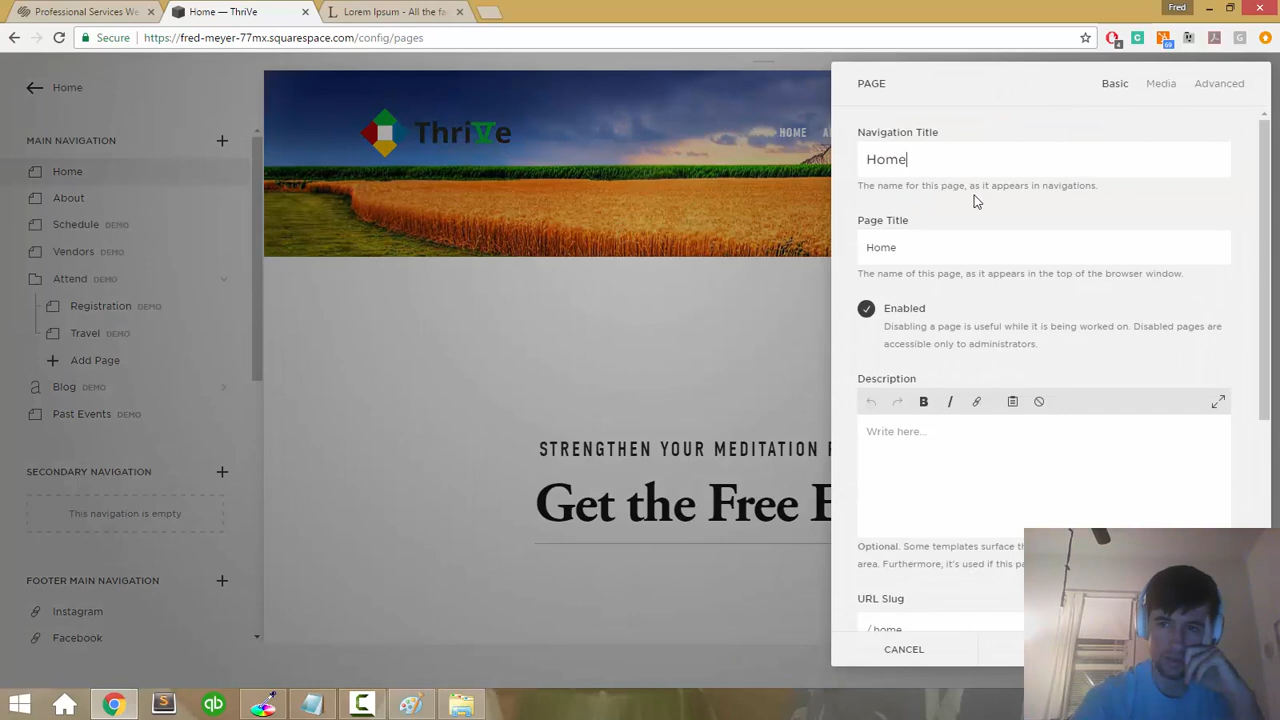 Professional Services We
Home — ThriVe
Lorem Ipsum - All the fa
Fred
Secure
https://fred-meyer-77mx.squarespace.com/config/pages
4
69
Home
MAIN NAVIGATION
Home
About
Schedule DEMO
Vendors DEMO
Attend DEMO
Registration DEMO
Travel DEMO
Add Page
Blog DEMO
Past Events DEMO
SECONDARY NAVIGATION
This navigation is empty
FOOTER MAIN NAVIGATION
Instagram
Facebook
ThriVe
HOME
STRENGTHEN YOUR MEDITATION
Get the Free
PAGE
Basic
Media
Advanced
Navigation Title
Home
The name for this page, as it appears in navigations.
Page Title
Home
The name of this page, as it appears in the top of the browser window.
Enabled
Disabling a page is useful while it is being worked on. Disabled pages are
accessible only to administrators.
Description
B I
Write here...
Optional. Some templates surface th
area. Furthermore, it's used if this pa
URL Slug
/ home
CANCEL